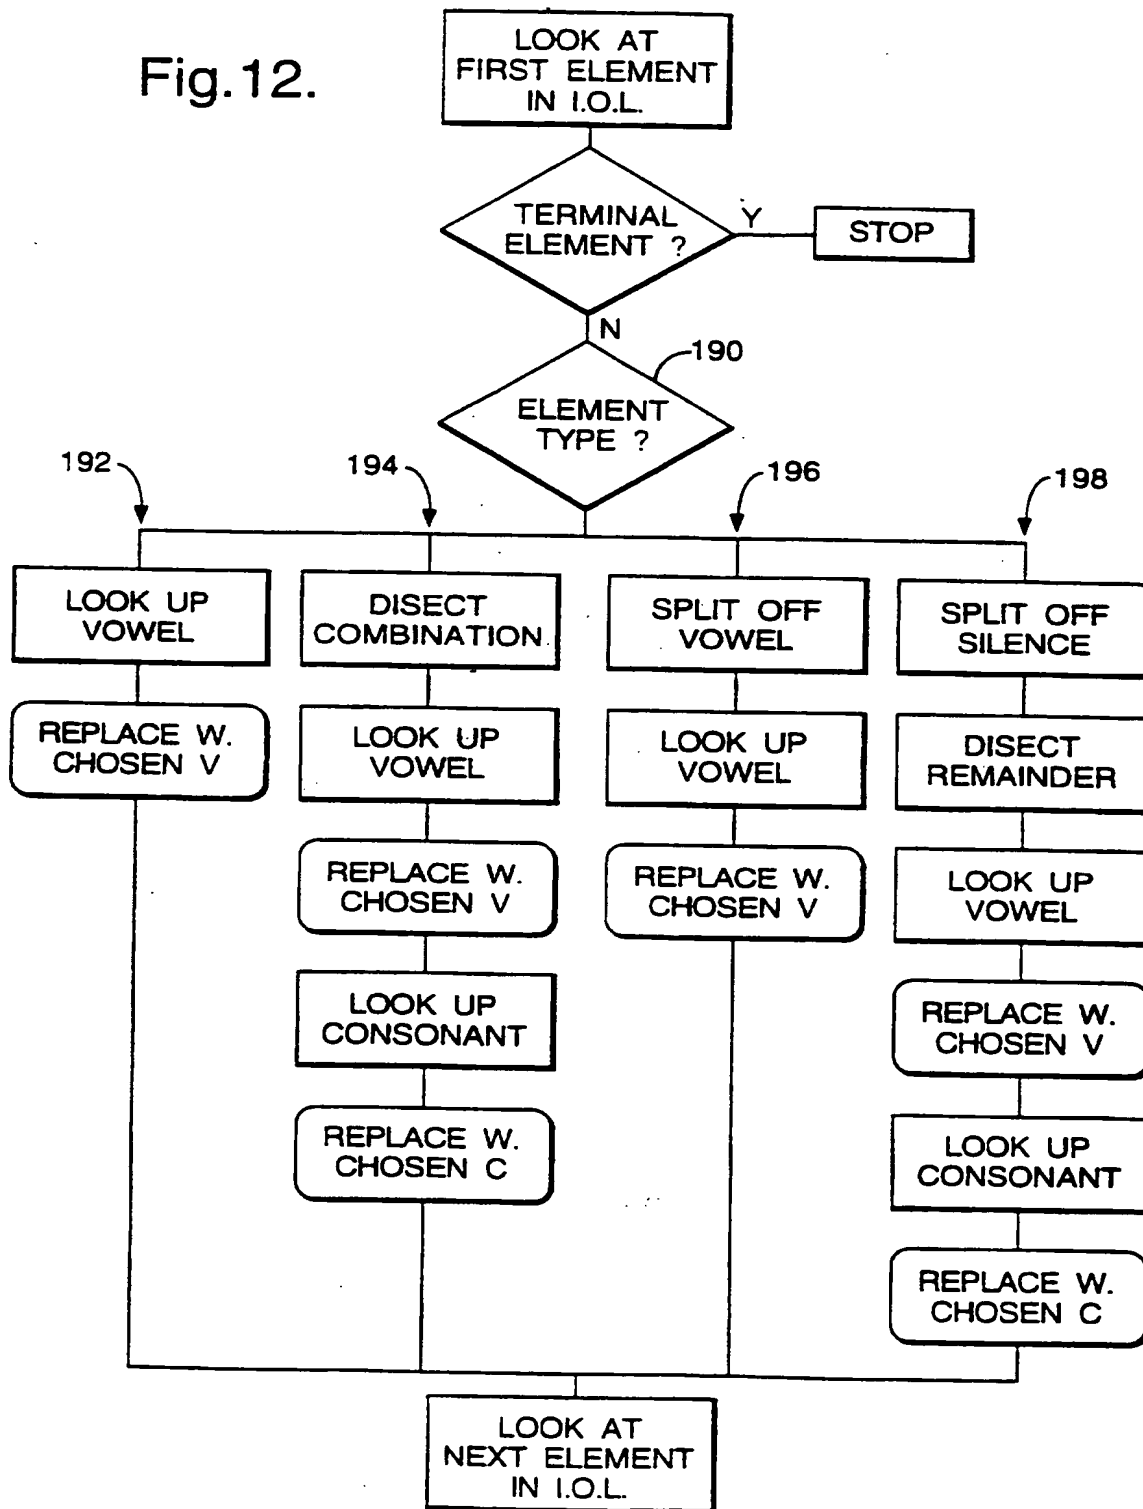 Fig.12.
LOOK AT
FIRST ELEMENT
IN I.O.L.
TERMINAL
ELEMENT ?
Y
STOP
N
190
ELEMENT
TYPE ?
192
194
196
198
LOOK UP
VOWEL
REPLACE W.
CHOSEN V
DISECT
COMBINATION
LOOK UP
VOWEL
REPLACE W.
CHOSEN V
LOOK UP
CONSONANT
REPLACE W.
CHOSEN C
SPLIT OFF
VOWEL
LOOK UP
VOWEL
REPLACE W.
CHOSEN V
SPLIT OFF
SILENCE
DISECT
REMAINDER
LOOK UP
VOWEL
REPLACE W.
CHOSEN V
LOOK UP
CONSONANT
REPLACE W.
CHOSEN C
LOOK AT
NEXT ELEMENT
IN I.O.L.